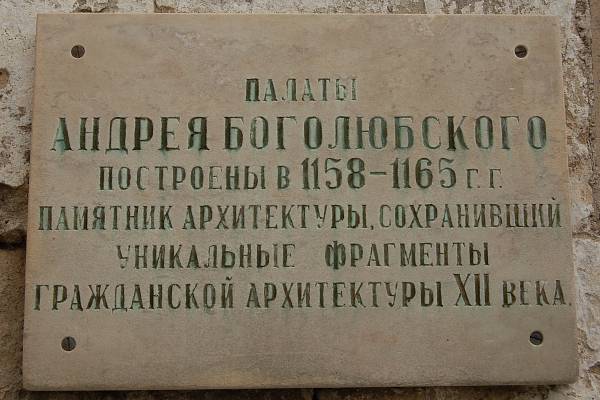 ПАЛАТЫ
АНДРЕЯ БОГОЛЮБСКОГО
ПОСТРОЕНЫ В 1158-1165 г. г.
ПАМЯТНИК АРХИТЕКТУРЫ, СОХРАНИВШИЙ
УНИКАЛЬНЫЕ ФРАГМЕНТЫ
ГРАЖДАНСКОЙ АРХИТЕКТУРЫ XII ВЕКА.